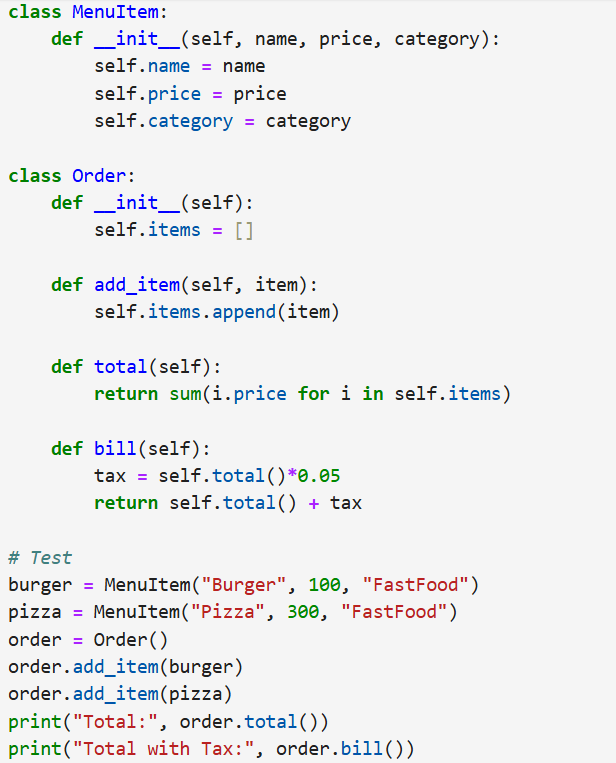 class MenuItem:
    def __init__(self, name, price, category):
        self.name = name
        self.price = price
        self.category = category

class Order:
    def __init__(self):
        self.items = []

    def add_item(self, item):
        self.items.append(item)

    def total(self):
        return sum(i.price for i in self.items)

    def bill(self):
        tax = self.total()*0.05
        return self.total() + tax

# Test
burger = MenuItem("Burger", 100, "FastFood")
pizza = MenuItem("Pizza", 300, "FastFood")
order = Order()
order.add_item(burger)
order.add_item(pizza)
print("Total:", order.total())
print("Total with Tax:", order.bill())